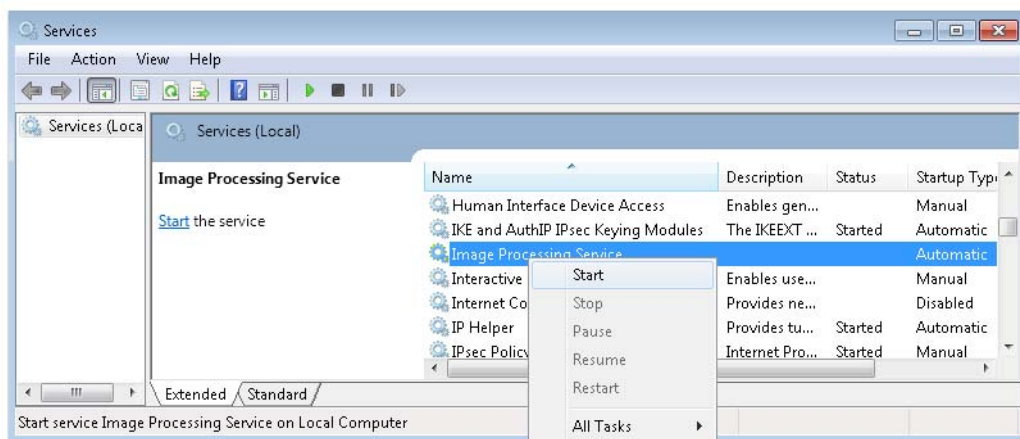 Services
File Action View Help
Services (Loca
Services (Local)
Image Processing Service
Start the service
Name Description Status Startup Typ
Human Interface Device Access Enables gen... Manual
IKE and AuthIP IPsec Keying Modules The IKEEXT ... Started Automatic
Image Processing Service Automatic
Interactive Enables use... Manual
Internet Co Provides ne... Disabled
IP Helper Provides tu... Started Automatic
IPsec Policy Internet Pro... Started Manual
Start
Stop
Pause
Resume
Restart
All Tasks
Extended Standard
Start service Image Processing Service on Local Computer